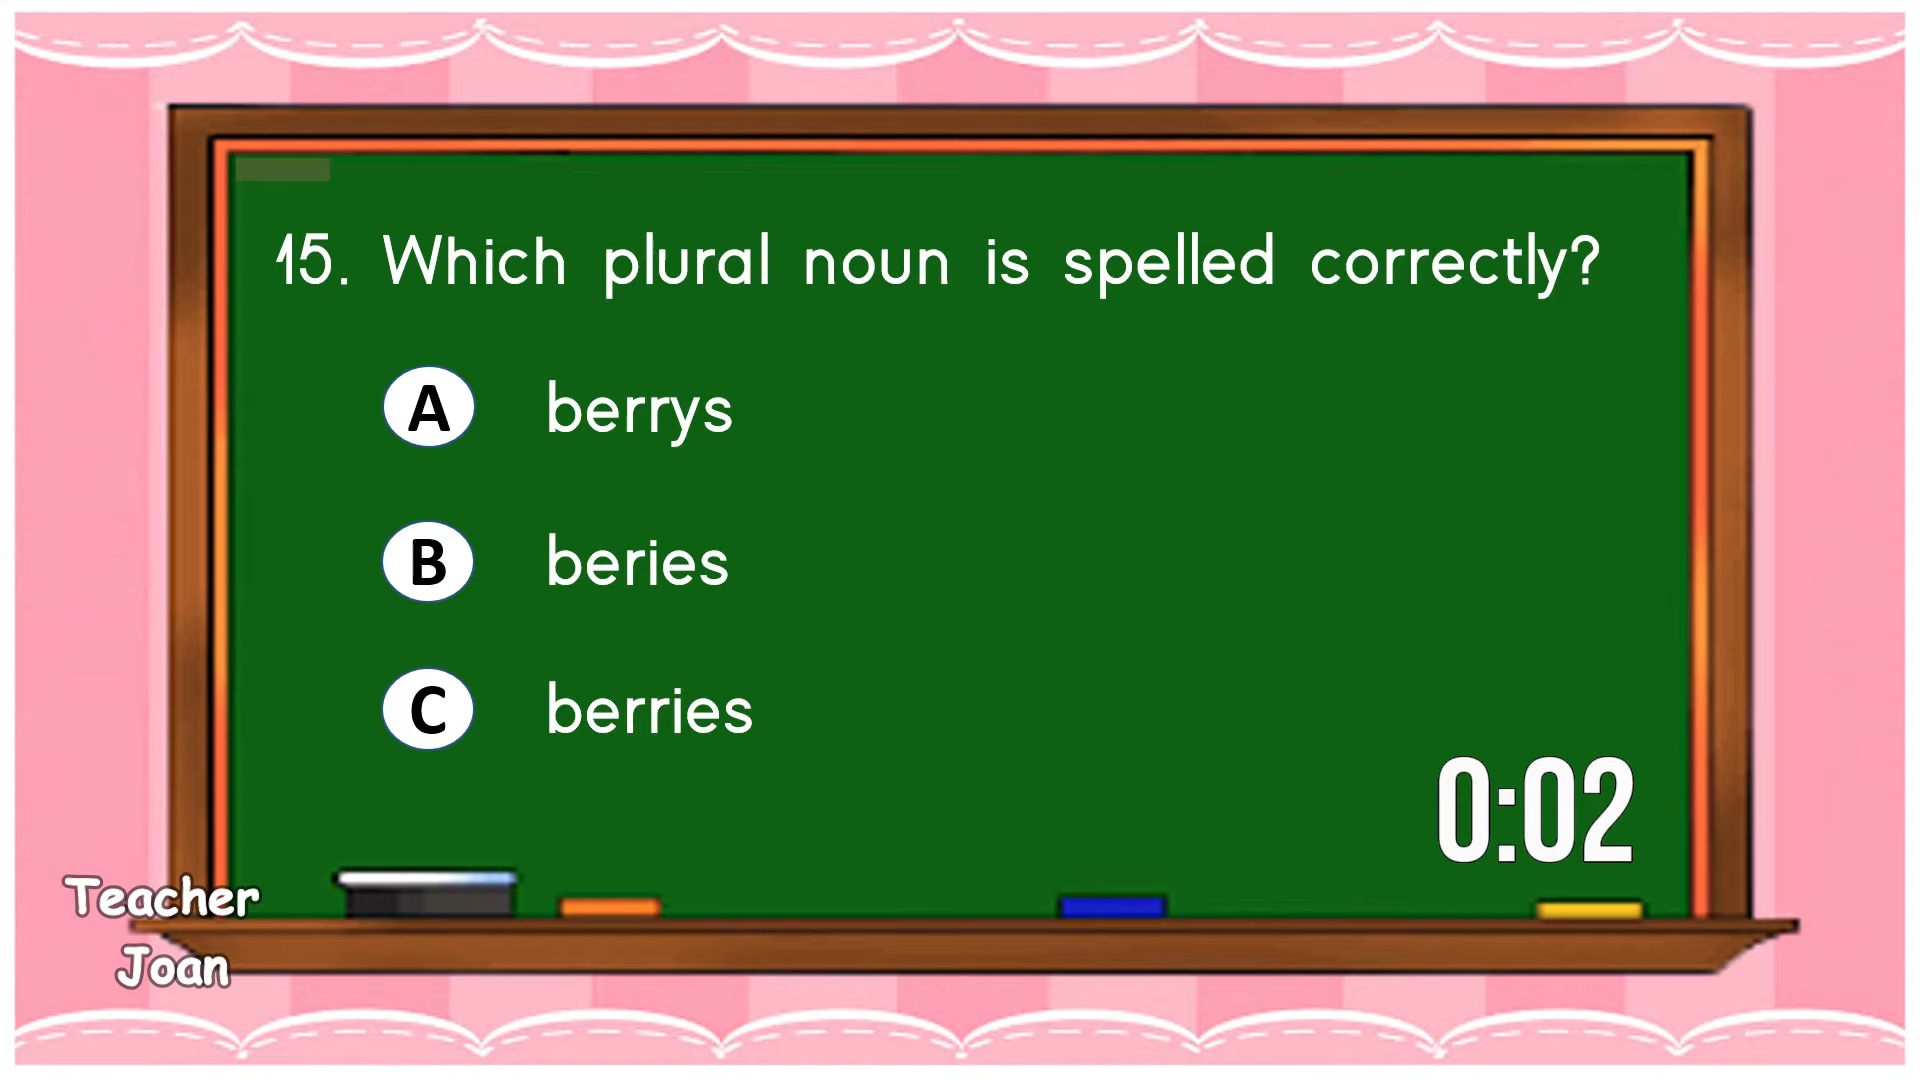 15. Which plural noun is spelled correctly?
A berrys
B beries
C berries
0:02
Teacher
Joan